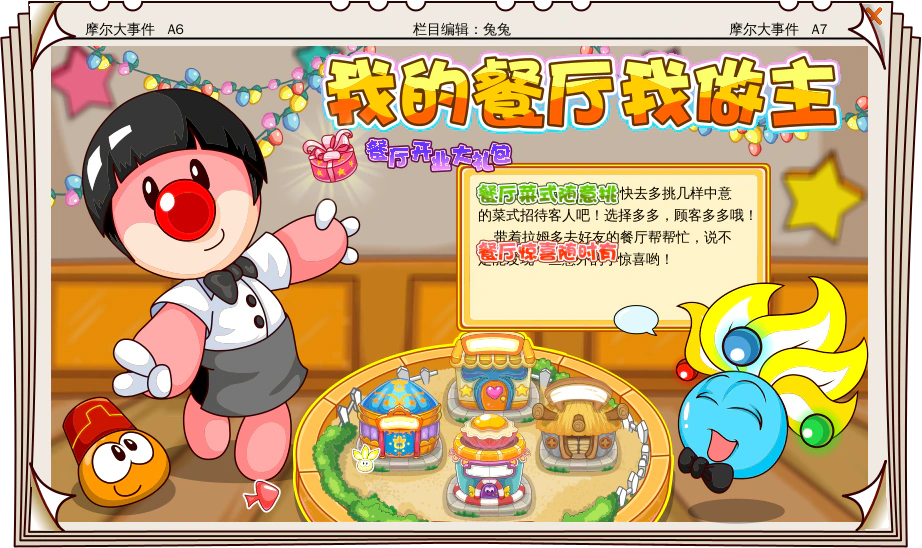 摩尔大事件 A6
栏目编辑：兔兔
摩尔大事件 A7
我的餐厅我做主
餐厅开业大礼包
餐厅菜式随意挑 快去多挑几样中意
的菜式招待客人吧！选择多多，顾客多多哦！
带着拉姆多去好友的餐厅帮帮忙，说不
餐厅惊喜随时有
惊喜哟！